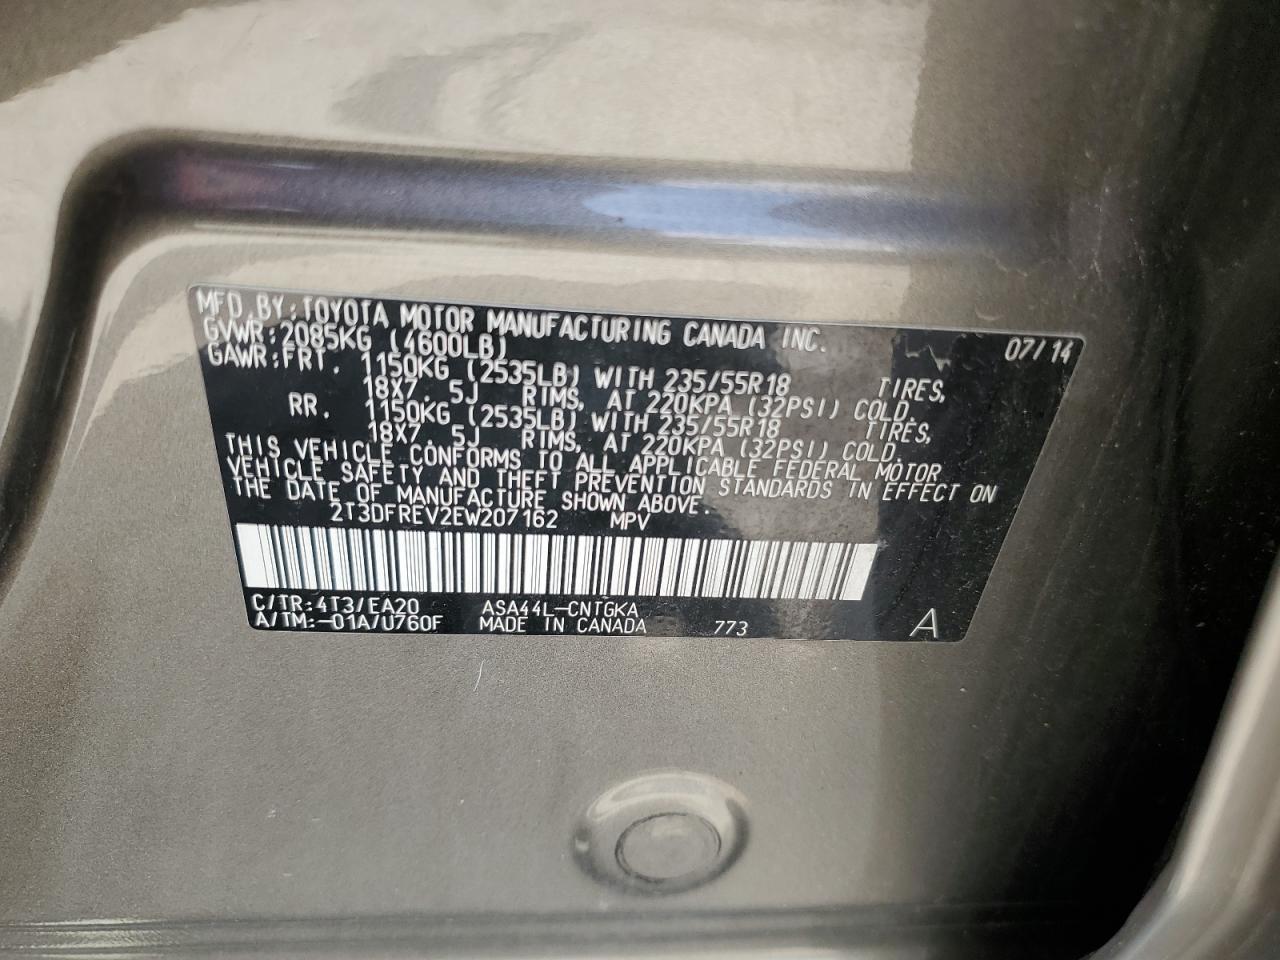 MFD.BY:TOYOTA MOTOR MANUFACTURING CANADA INC. 07/14
GVWR:2085KG (4600LB)
GAWR:FRT. 1150KG (2535LB) WITH 235/55R18 TIRES,
18X7.5J RIMS, AT 220KPA (32PSI) COLD.
RR. 1150KG (2535LB) WITH 235/55R18 TIRES,
18X7.5J RIMS, AT 220KPA (32PSI) COLD.
THIS VEHICLE CONFORMS TO ALL APPLICABLE FEDERAL MOTOR
VEHICLE SAFETY AND THEFT PREVENTION STANDARDS IN EFFECT ON
THE DATE OF MANUFACTURE SHOWN ABOVE.
2T3DFREV2EW207162 MPV
C/TR:4T3/EA20 ASA44L-CNTGKA
A/TM:-01A/U760F MADE IN CANADA 773 A